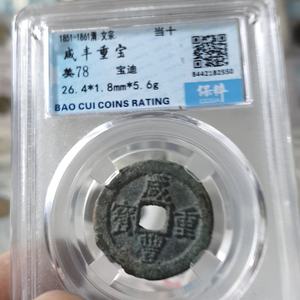 1851-1861清 文宗 当十
咸丰重宝
美78 宝迪
26.4*1.8mm*5.6g
8442182550
BAO CUI COINS RATING
保粹
咸豐重寶